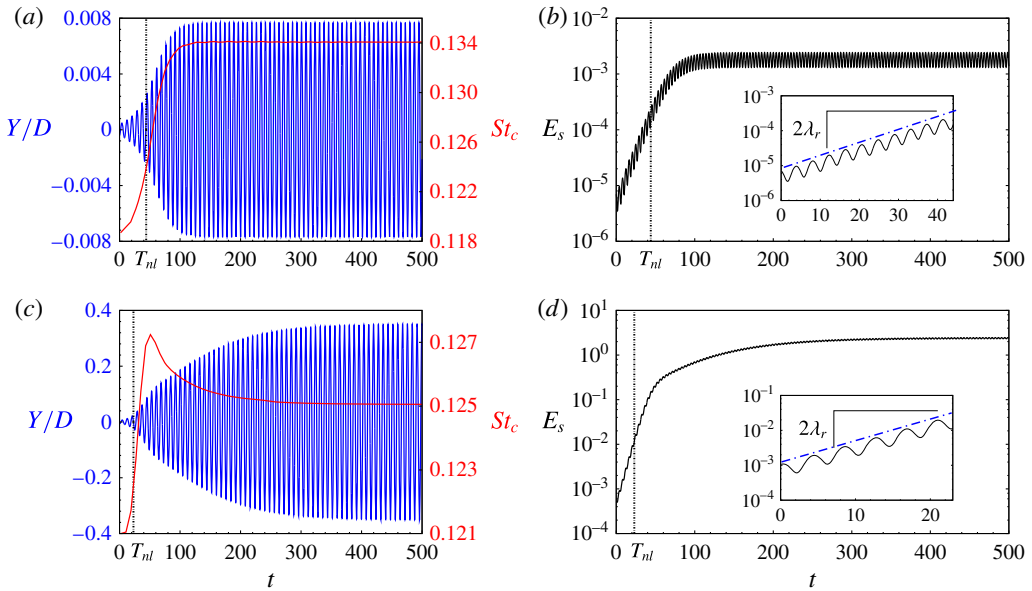 (a)
0.008
0.004
0
−0.004
−0.008
Y/D
0.134
0.130
0.126
0.122
0.118
St_c
0 T_nl 100 200 300 400 500
(b)
10^−2
10^−3
10^−4
10^−5
10^−6
E_s
10^−3
10^−4
10^−5
10^−6
2λ_r
0 10 20 30 40
0 T_nl 100 200 300 400 500
(c)
0.4
0.2
0
−0.2
−0.4
Y/D
0.127
0.125
0.123
0.121
St_c
0 T_nl 100 200 300 400 500
t
(d)
10^1
10^0
10^−1
10^−2
10^−3
10^−4
E_s
10^−1
10^−2
10^−3
10^−4
2λ_r
0 10 20
0 T_nl 100 200 300 400 500
t